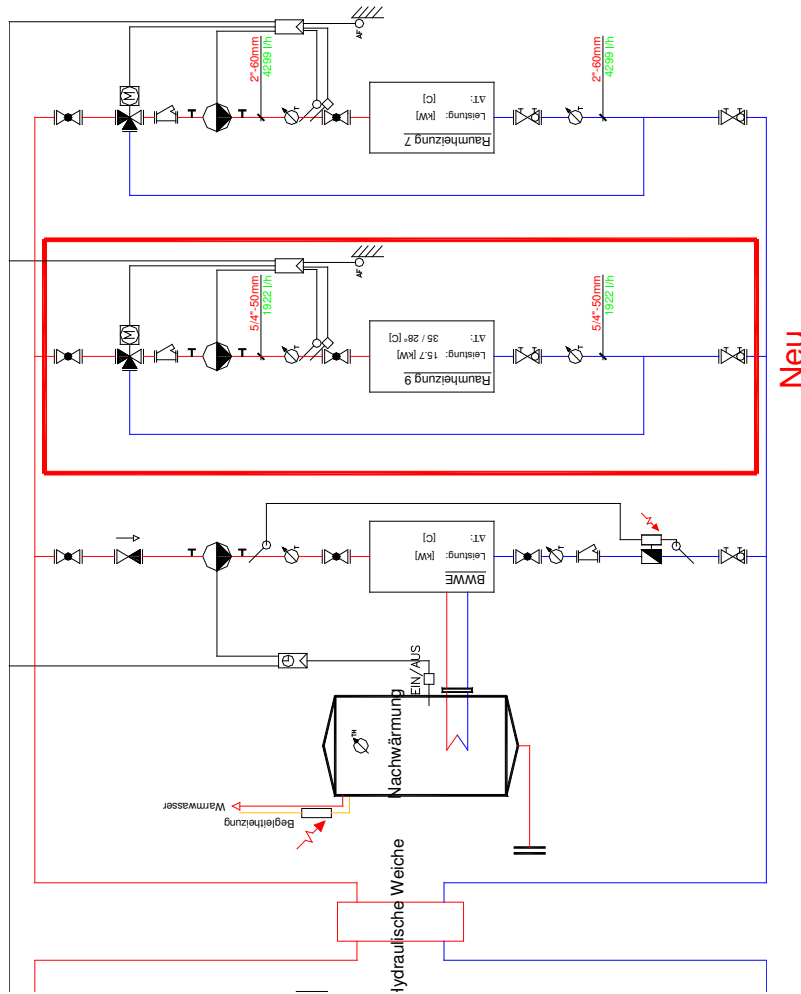 AF
2"-60mm
4299 l/h
2"-60mm
4299 l/h
M
T
T
T
T
T
T
T
Raumheizung 7
Leistung: [kW]
ΔT: [C]
Neu
AF
5/4"-50mm
1922 l/h
5/4"-50mm
1922 l/h
M
T
T
T
T
T
T
Raumheizung 9
Leistung: 15.7 [kW]
ΔT: 35 / 28° [C]
T
T
T
T
T
BWWE
Leistung: [kW]
ΔT: [C]
EIN/AUS
Nachwärmung
TH
Warmwasser
Begleitheizung
Hydraulische Weiche